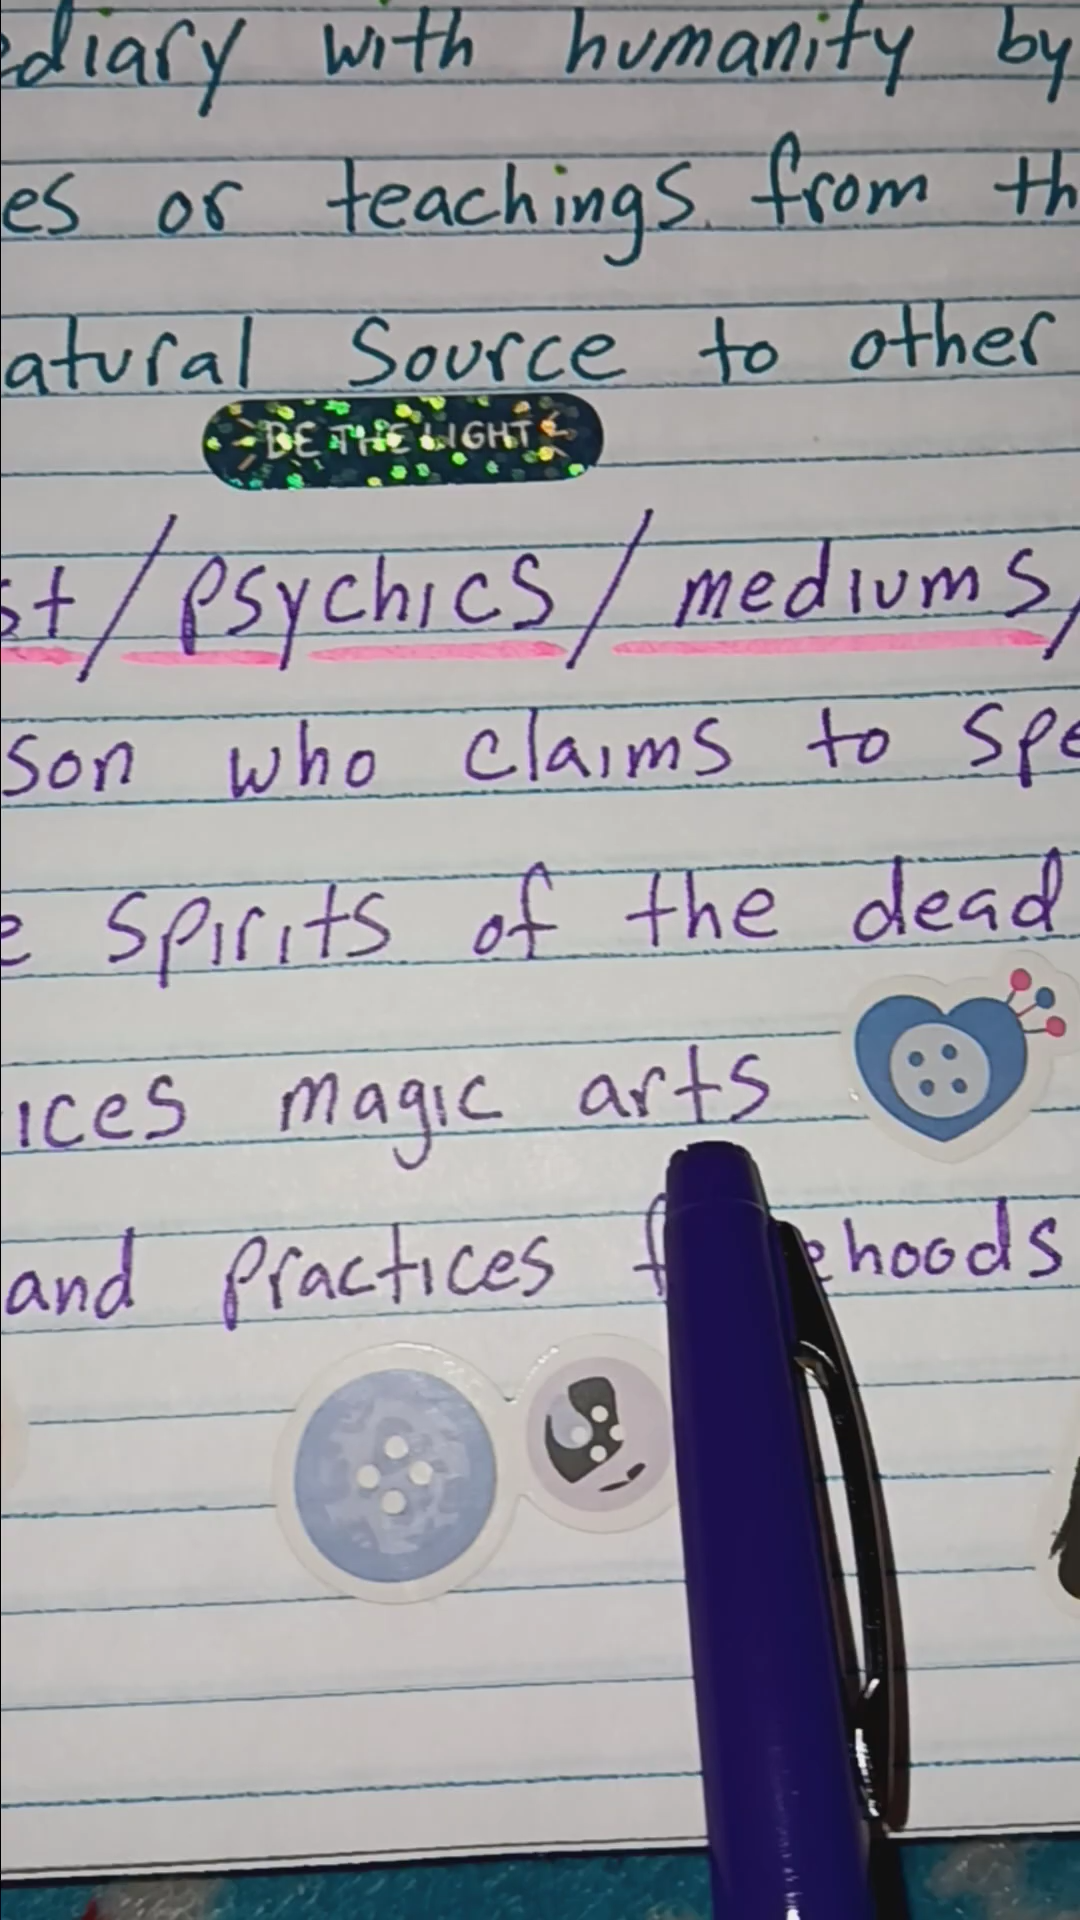 ediary with humanity by
es or teachings from th
atural Source to other
BE THE LIGHT
st/psychics/mediums/
son who claims to spe
e spirits of the dead
ices magic arts
and practices ehoods